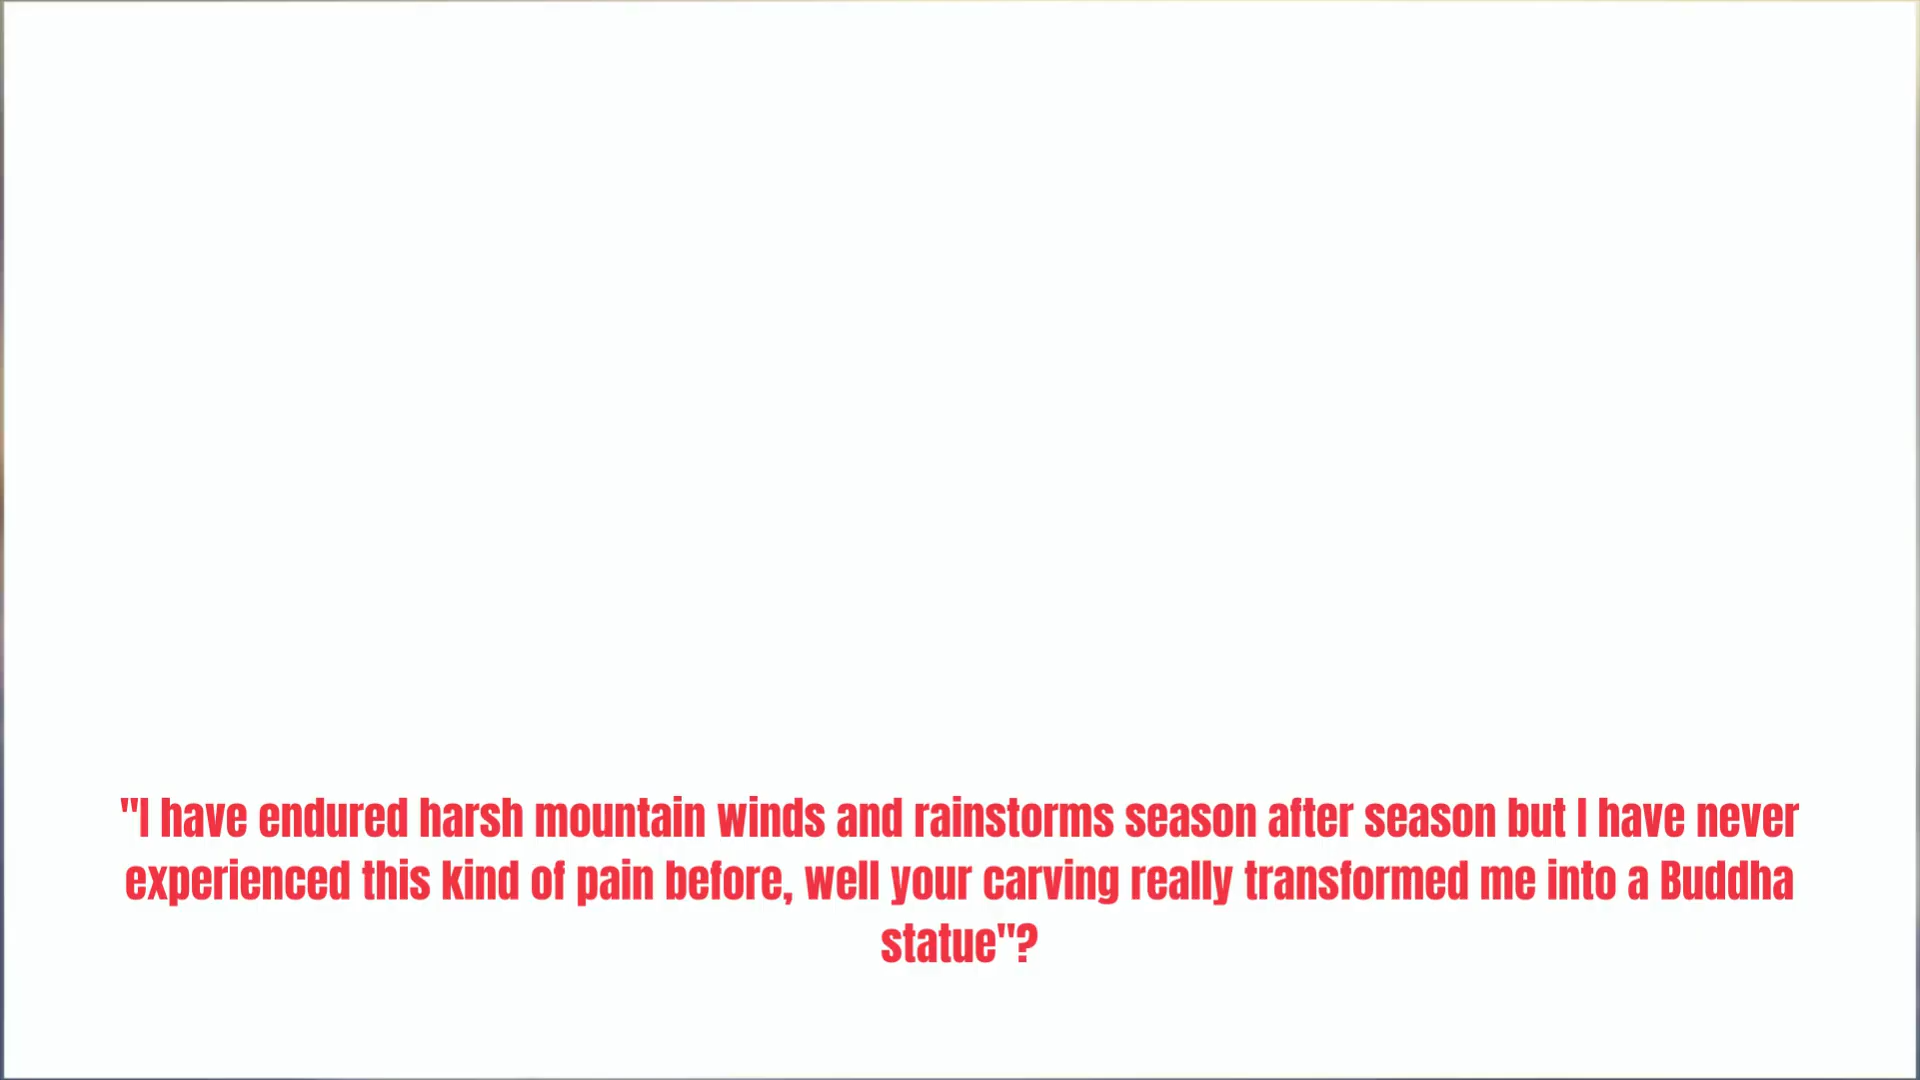 "I have endured harsh mountain winds and rainstorms season after season but I have never
experienced this kind of pain before, well your carving really transformed me into a Buddha
statue"?